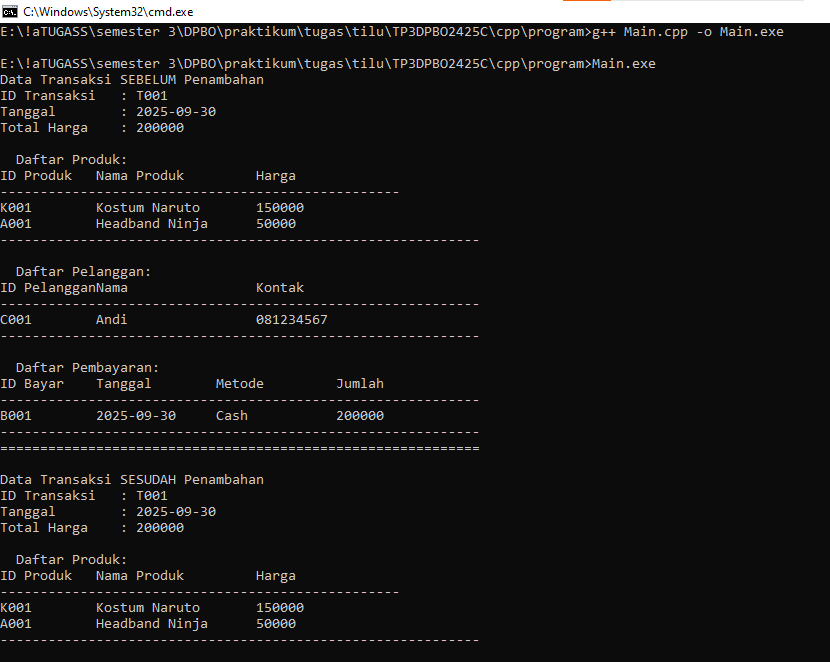 C:\Windows\System32\cmd.exe
E:\!aTUGASS\semester 3\DPBO\praktikum\tugas\tilu\TP3DPBO2425C\cpp\program>g++ Main.cpp -o Main.exe
E:\!aTUGASS\semester 3\DPBO\praktikum\tugas\tilu\TP3DPBO2425C\cpp\program>Main.exe
Data Transaksi SEBELUM Penambahan
ID Transaksi   : T001
Tanggal        : 2025-09-30
Total Harga    : 200000
  Daftar Produk:
ID Produk   Nama Produk         Harga
--------------------------------------------------
K001        Kostum Naruto       150000
A001        Headband Ninja      50000
------------------------------------------------------------
  Daftar Pelanggan:
ID PelangganNama                Kontak
------------------------------------------------------------
C001        Andi                081234567
------------------------------------------------------------
  Daftar Pembayaran:
ID Bayar    Tanggal        Metode         Jumlah
------------------------------------------------------------
B001        2025-09-30     Cash           200000
------------------------------------------------------------
============================================================
Data Transaksi SESUDAH Penambahan
ID Transaksi   : T001
Tanggal        : 2025-09-30
Total Harga    : 200000
  Daftar Produk:
ID Produk   Nama Produk         Harga
--------------------------------------------------
K001        Kostum Naruto       150000
A001        Headband Ninja      50000
------------------------------------------------------------